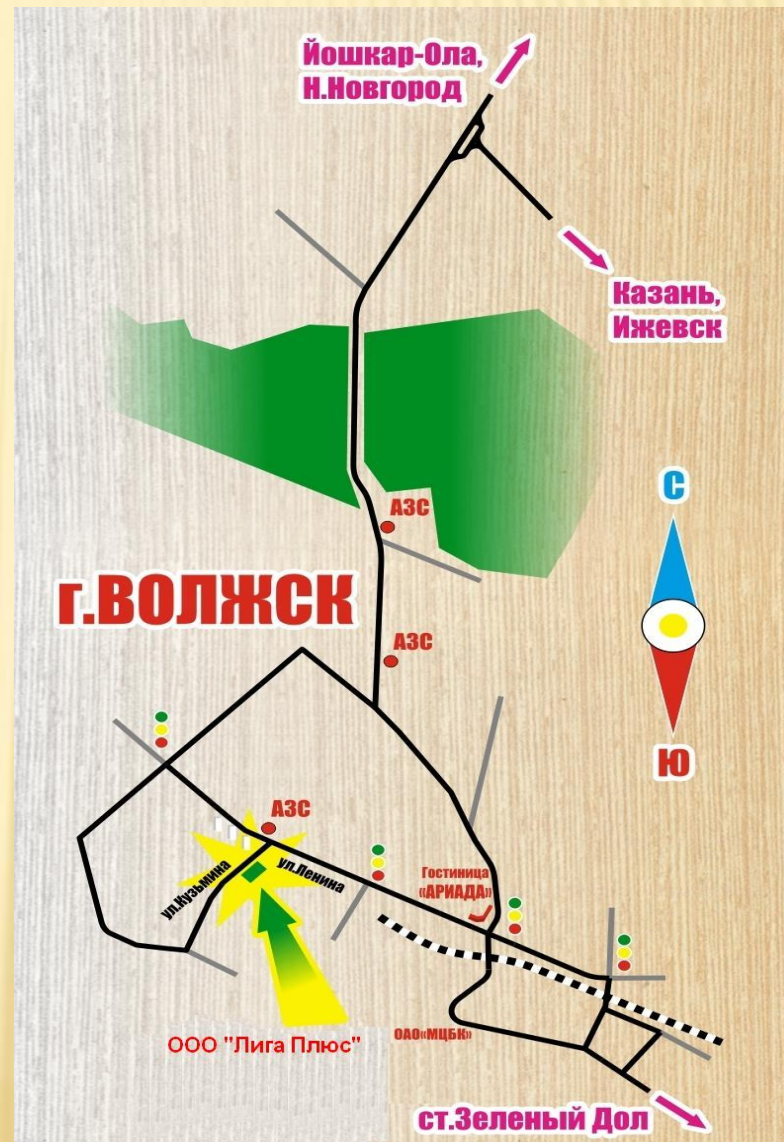 Йошкар-Ола,
Н.Новгород
Казань,
Ижевск
С
АЗС
г.ВОЛЖСК
АЗС
Ю
АЗС
ул.Кузьмина
ул.Ленина
Гостиница
«АРИАДА»
ООО "Лига Плюс"
ОАО«МЦБК»
ст.Зеленый Дол